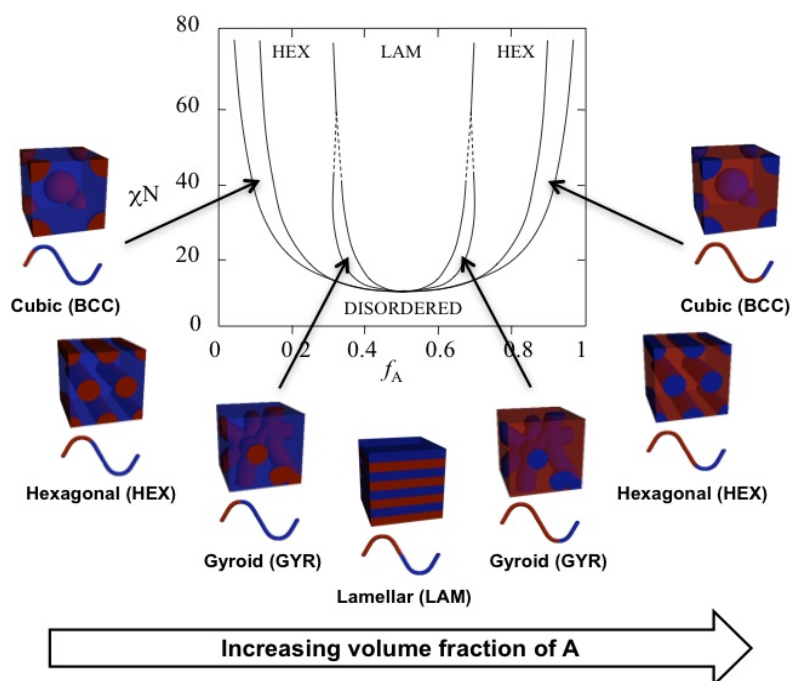 80
HEX LAM HEX
60
χN
40
20
DISORDERED
0
0 0.2 0.4 0.6 0.8 1
fA
Cubic (BCC)
Cubic (BCC)
Hexagonal (HEX)
Hexagonal (HEX)
Gyroid (GYR)
Gyroid (GYR)
Lamellar (LAM)
Increasing volume fraction of A